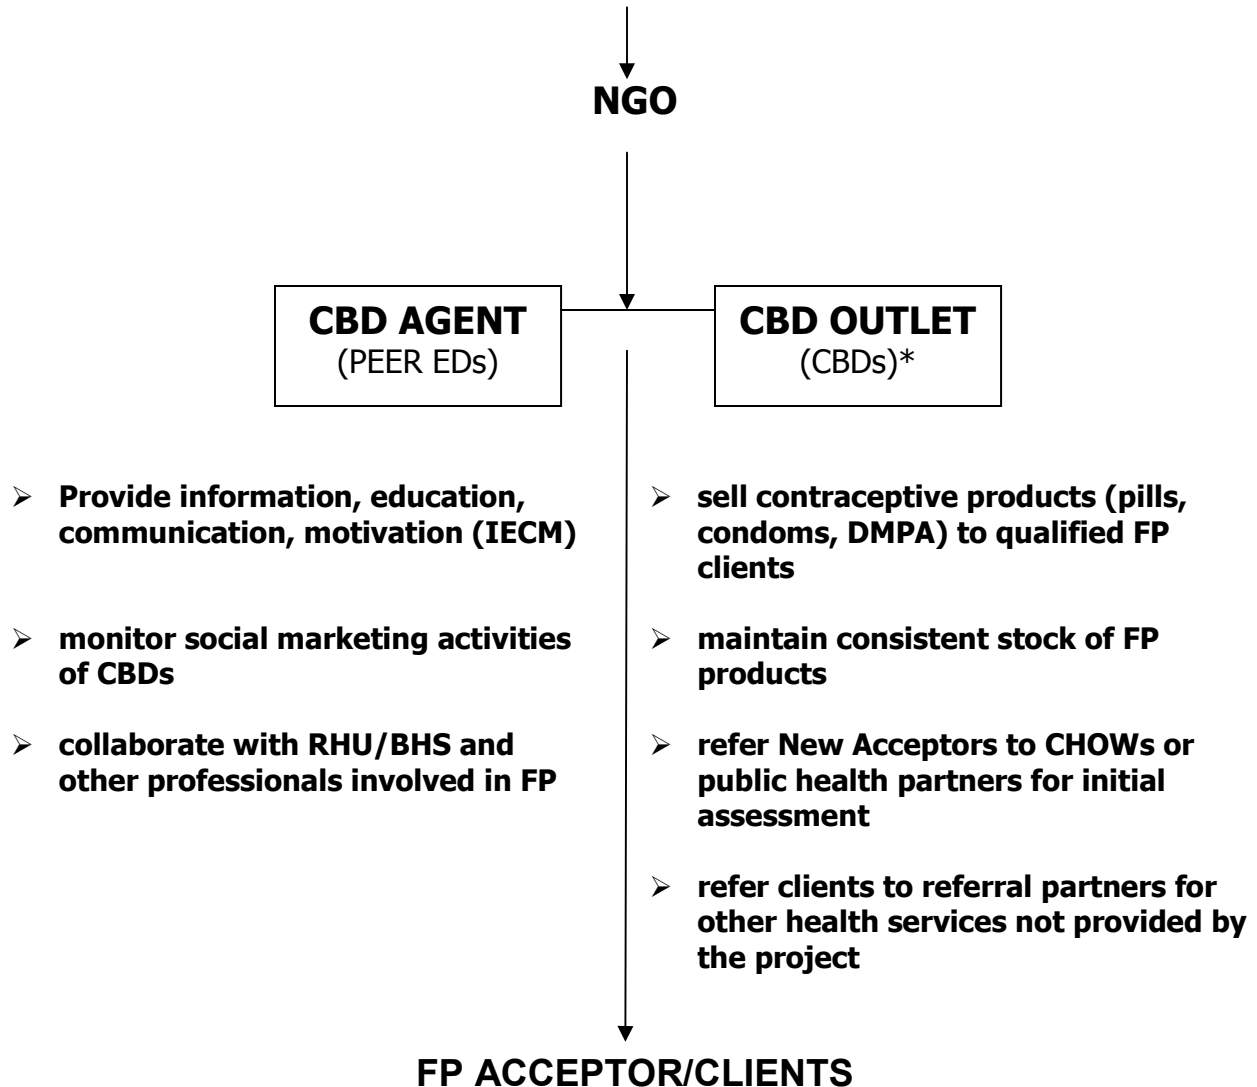 NGO
CBD AGENT
(PEER EDs)
CBD OUTLET
(CBDs)*
➢ Provide information, education,
communication, motivation (IECM)
➢ monitor social marketing activities
of CBDs
➢ collaborate with RHU/BHS and
other professionals involved in FP
➢ sell contraceptive products (pills,
condoms, DMPA) to qualified FP
clients
➢ maintain consistent stock of FP
products
➢ refer New Acceptors to CHOWs or
public health partners for initial
assessment
➢ refer clients to referral partners for
other health services not provided by
the project
FP ACCEPTOR/CLIENTS